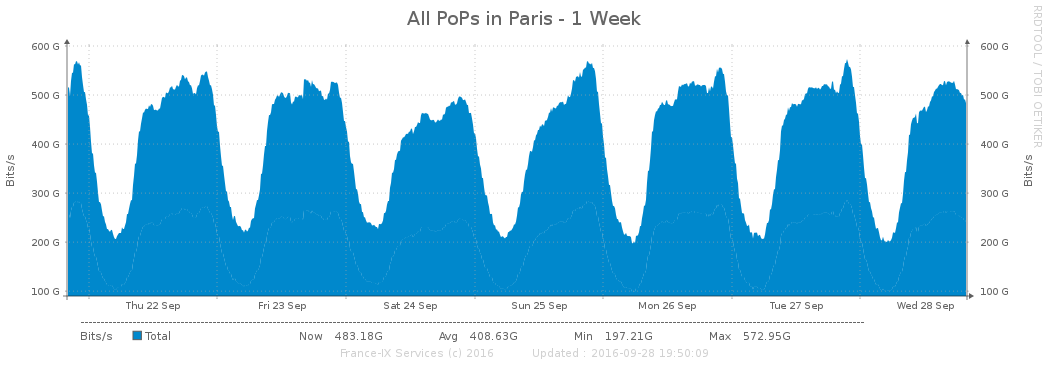 All PoPs in Paris - 1 Week
RRDTOOL / TOBI OETIKER
600 G 600 G
500 G 500 G
400 G 400 G
300 G 300 G
200 G 200 G
100 G 100 G
Bits/s
Bits/s
Thu 22 Sep Fri 23 Sep Sat 24 Sep Sun 25 Sep Mon 26 Sep Tue 27 Sep Wed 28 Sep
Bits/s Total Now 483.18G Avg 408.63G Min 197.21G Max 572.95G
France-IX Services (c) 2016 Updated : 2016-09-28 19:50:09